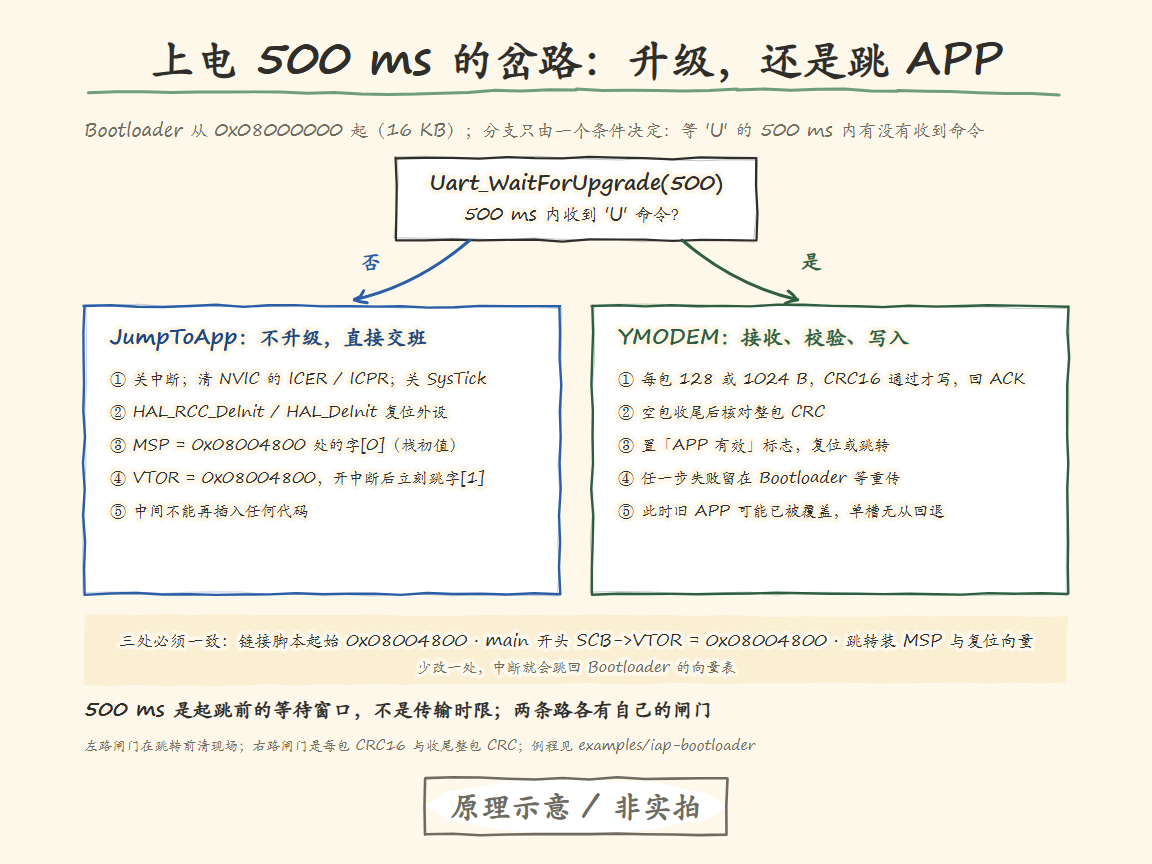 上电 500 ms 的岔路：升级，还是跳 APP
Bootloader 从 0x08000000 起（16 KB）；分支只由一个条件决定：等 'U' 的 500 ms 内有没有收到命令
Uart_WaitForUpgrade(500)
500 ms 内收到 'U' 命令？
否
是
JumpToApp：不升级，直接交班
① 关中断；清 NVIC 的 ICER / ICPR；关 SysTick
② HAL_RCC_DeInit / HAL_DeInit 复位外设
③ MSP = 0x08004800 处的字[0]（栈初值）
④ VTOR = 0x08004800，开中断后立刻跳字[1]
⑤ 中间不能再插入任何代码
YMODEM：接收、校验、写入
① 每包 128 或 1024 B，CRC16 通过才写，回 ACK
② 空包收尾后核对整包 CRC
③ 置「APP 有效」标志，复位或跳转
④ 任一步失败留在 Bootloader 等重传
⑤ 此时旧 APP 可能已被覆盖，单槽无从回退
三处必须一致：链接脚本起始 0x08004800 · main 开头 SCB->VTOR = 0x08004800 · 跳转装 MSP 与复位向量
少改一处，中断就会跳回 Bootloader 的向量表
500 ms 是起跳前的等待窗口，不是传输时限；两条路各有自己的闸门
左路闸门在跳转前清现场；右路闸门是每包 CRC16 与收尾整包 CRC；例程见 examples/iap-bootloader
原理示意 / 非实拍